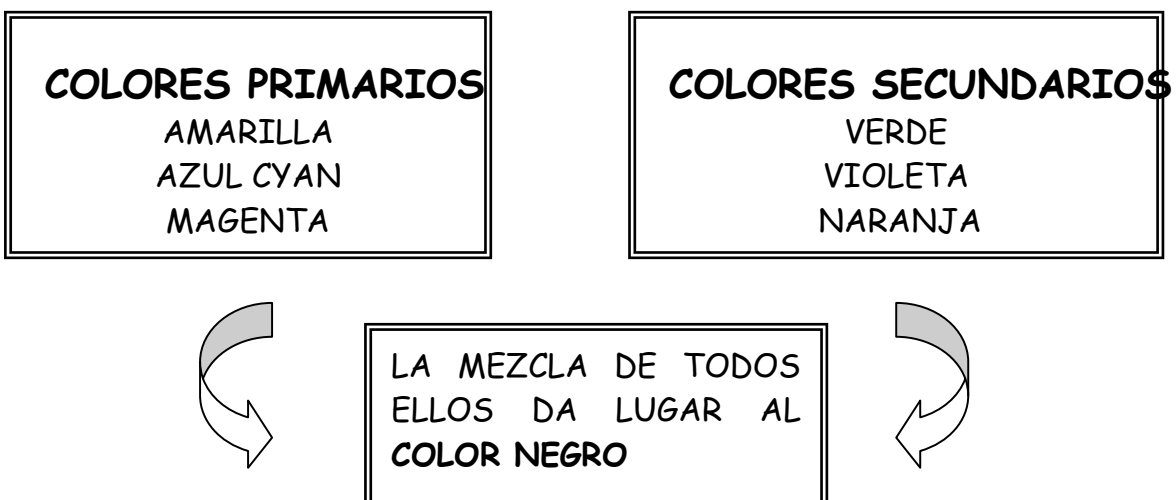 COLORES PRIMARIOS
AMARILLA
AZUL CYAN
MAGENTA
COLORES SECUNDARIOS
VERDE
VIOLETA
NARANJA
LA MEZCLA DE TODOS
ELLOS DA LUGAR AL
COLOR NEGRO